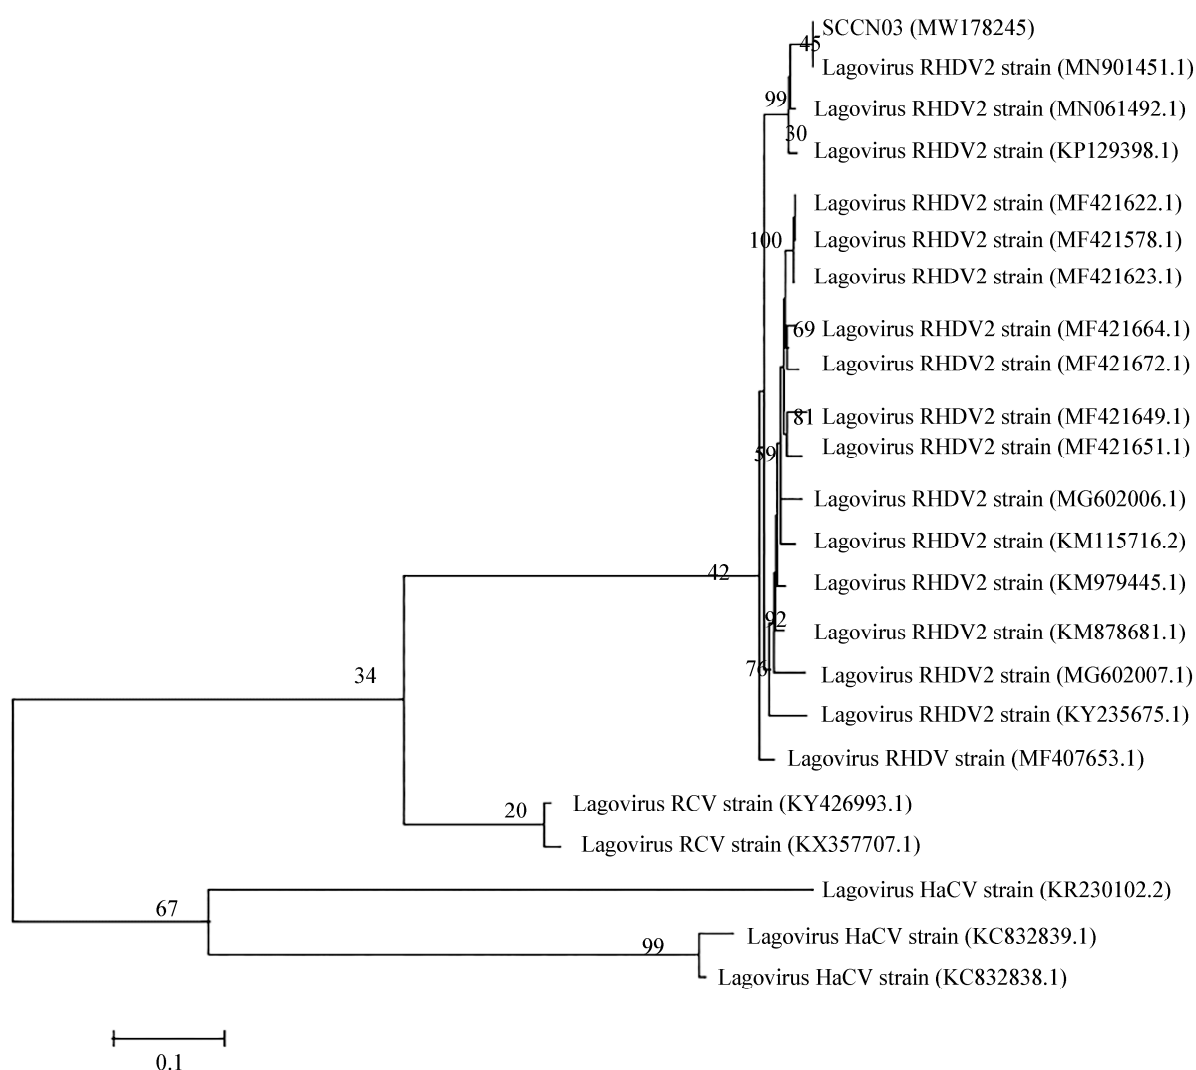 SCCN03 (MW178245)
45
Lagovirus RHDV2 strain (MN901451.1)
99
Lagovirus RHDV2 strain (MN061492.1)
30
Lagovirus RHDV2 strain (KP129398.1)
Lagovirus RHDV2 strain (MF421622.1)
100
Lagovirus RHDV2 strain (MF421578.1)
Lagovirus RHDV2 strain (MF421623.1)
69
Lagovirus RHDV2 strain (MF421664.1)
Lagovirus RHDV2 strain (MF421672.1)
81
Lagovirus RHDV2 strain (MF421649.1)
Lagovirus RHDV2 strain (MF421651.1)
59
Lagovirus RHDV2 strain (MG602006.1)
Lagovirus RHDV2 strain (KM115716.2)
42
Lagovirus RHDV2 strain (KM979445.1)
92
Lagovirus RHDV2 strain (KM878681.1)
76
Lagovirus RHDV2 strain (MG602007.1)
34
Lagovirus RHDV2 strain (KY235675.1)
Lagovirus RHDV strain (MF407653.1)
Lagovirus RCV strain (KY426993.1)
20
Lagovirus RCV strain (KX357707.1)
Lagovirus HaCV strain (KR230102.2)
67
Lagovirus HaCV strain (KC832839.1)
99
Lagovirus HaCV strain (KC832838.1)
0.1